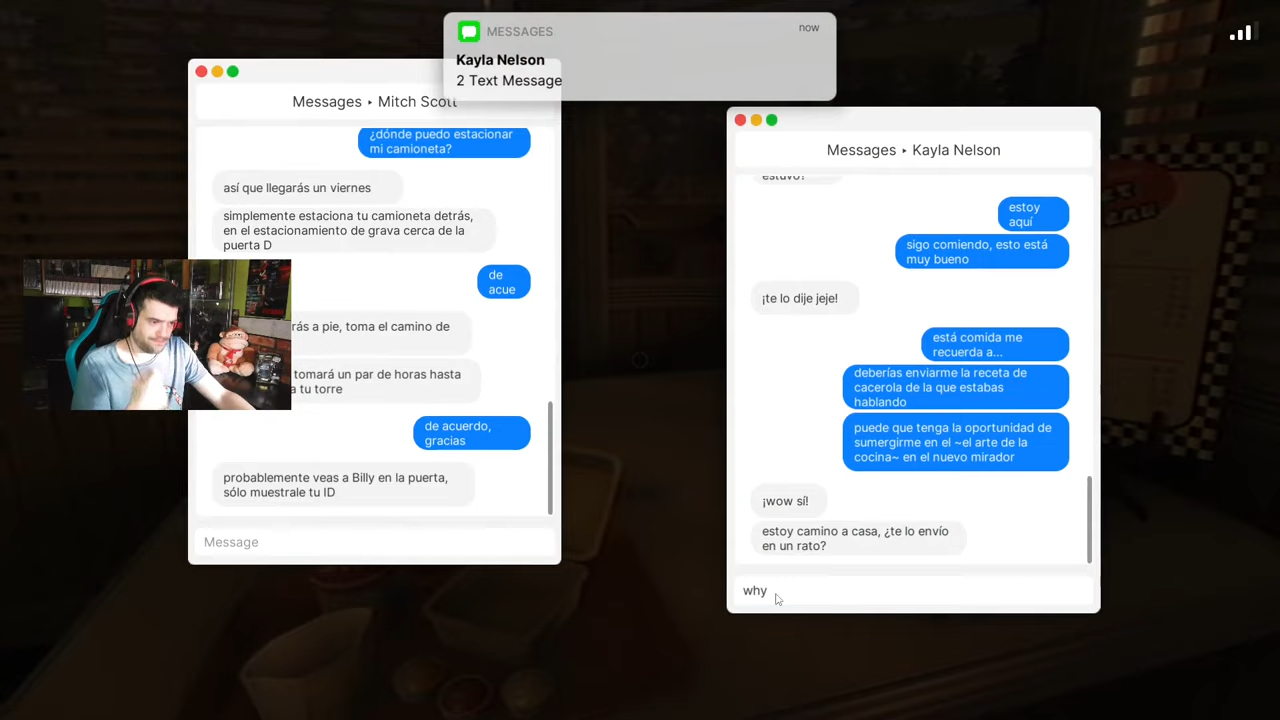 MESSAGES
now
Kayla Nelson
2 Text Message
Messages ‣ Mitch Scott
¿dónde puedo estacionar
mi camioneta?
así que llegarás un viernes
simplemente estaciona tu camioneta detrás,
en el estacionamiento de grava cerca de la
puerta D
de
acue
rás a pie, toma el camino de
tomará un par de horas hasta
a tu torre
de acuerdo,
gracias
probablemente veas a Billy en la puerta,
sólo muestrale tu ID
Message
Messages ‣ Kayla Nelson
estuvo?
estoy
aquí
sigo comiendo, esto está
muy bueno
¡te lo dije jeje!
está comida me
recuerda a...
deberías enviarme la receta de
cacerola de la que estabas
hablando
puede que tenga la oportunidad de
sumergirme en el ~el arte de la
cocina~ en el nuevo mirador
¡wow sí!
estoy camino a casa, ¿te lo envío
en un rato?
why